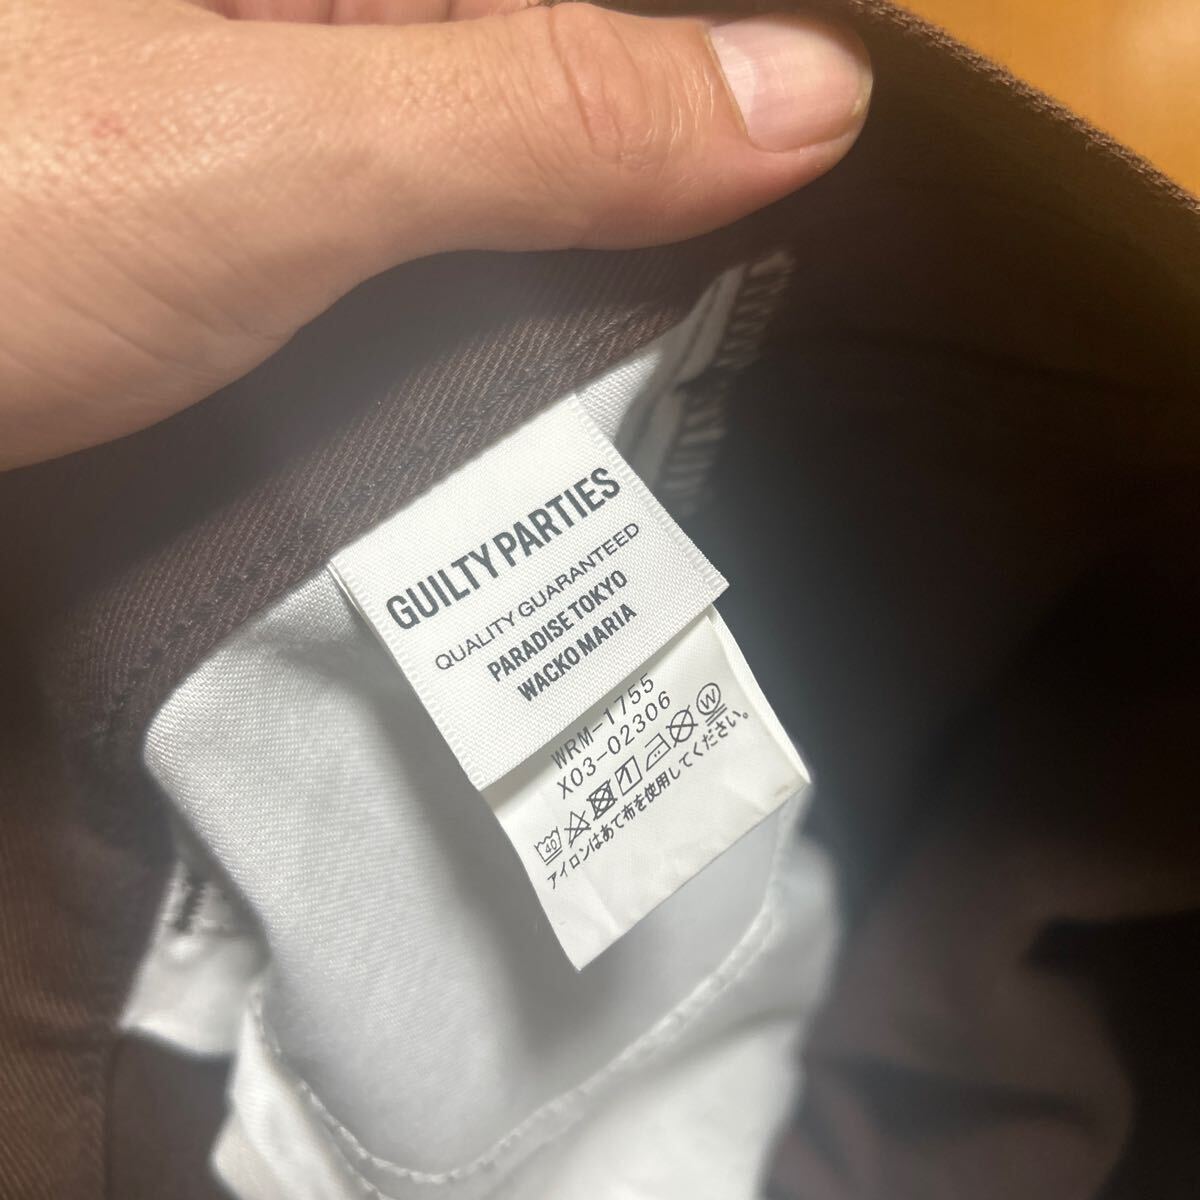 GUILTY PARTIES
QUALITY GUARANTEED
PARADISE TOKYO
WACKO MARIA
WRM-1755
X03-02306
40 W
アイロンはあて布を使用してください。